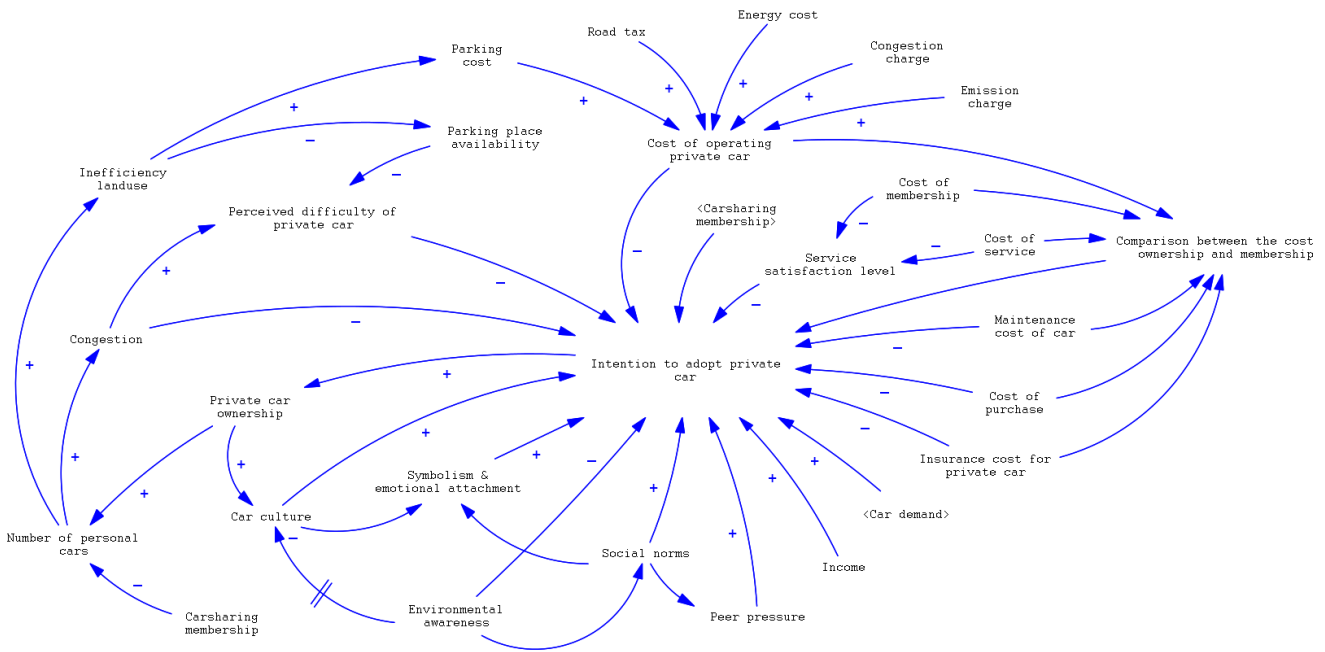 Energy cost
Road tax
Parking
cost
Congestion
charge
Emission
charge
+
+
+
+
+
+
+
Parking place
availability
−
Cost of operating
private car
Inefficiency
landuse
−
Cost of
membership
Perceived difficulty of
private car
<Carsharing
membership>
−
−
−
Cost of
service
Comparison between the cost
ownership and membership
Service
satisfaction level
+
−
−
−
Maintenance
cost of car
Congestion
−
+
Intention to adopt private
car
+
−
Cost of
purchase
Private car
ownership
−
+
+
+
−
+
+
Insurance cost for
private car
Symbolism &
emotional attachment
+
+
+
<Car demand>
Car culture
−
+
Number of personal
cars
Social norms
Income
−
Carsharing
membership
Environmental
awareness
Peer pressure